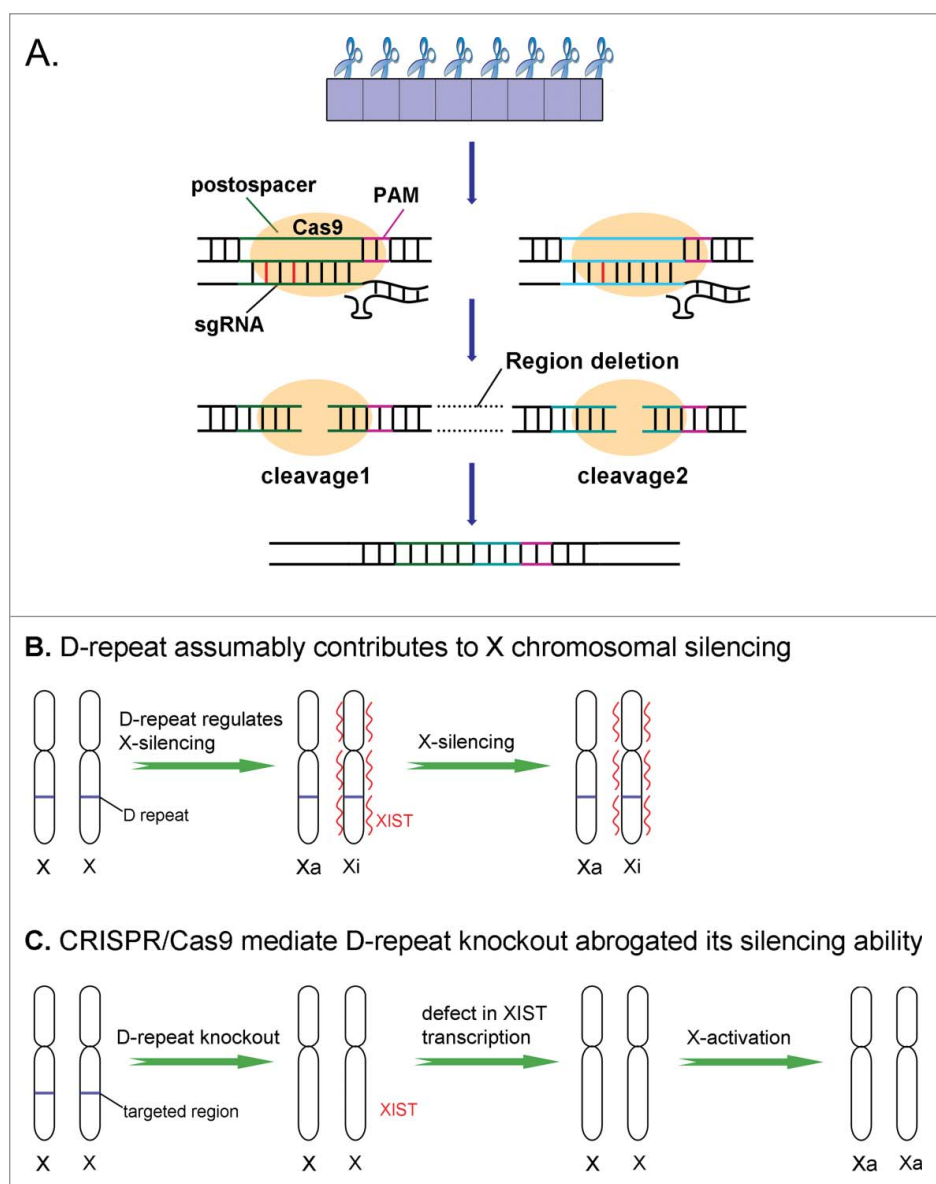 A.
postospacer
PAM
Cas9
sgRNA
Region deletion
cleavage1
cleavage2
B. D-repeat assumably contributes to X chromosomal silencing
D-repeat regulates
X-silencing
X-silencing
D repeat
XIST
X X
Xa Xi
Xa Xi
C. CRISPR/Cas9 mediate D-repeat knockout abrogated its silencing ability
D-repeat knockout
defect in XIST
transcription
X-activation
targeted region
XIST
X X
X X
X X
Xa Xa